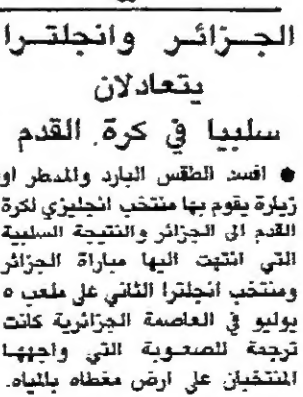 الجزائر وانجلترا
يتعادلان
سلبيا في كرة القدم
● افسد الطقس البارد والممطر او
زيارة يقوم بها منتخب انجليزي لكرة
القدم الى الجزائر والنتيجة السلبية
التي انتهت اليها مباراة الجزائر
ومنتخب انجلترا الثاني على ملعب ٥
يوليو في العاصمة الجزائرية كانت
ترجمة للصعوبة التي واجهها
المنتخبان على ارض مغطاه بالمياه.